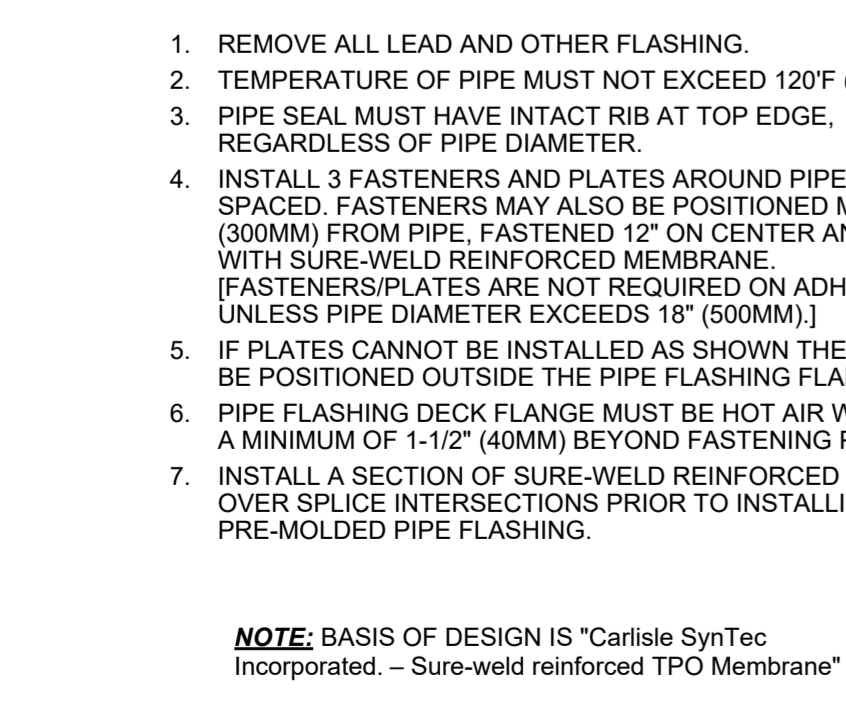 1. REMOVE ALL LEAD AND OTHER FLASHING.
2. TEMPERATURE OF PIPE MUST NOT EXCEED 120'F (
3. PIPE SEAL MUST HAVE INTACT RIB AT TOP EDGE,
REGARDLESS OF PIPE DIAMETER.
4. INSTALL 3 FASTENERS AND PLATES AROUND PIPE
SPACED. FASTENERS MAY ALSO BE POSITIONED
(300MM) FROM PIPE, FASTENED 12" ON CENTER
WITH SURE-WELD REINFORCED MEMBRANE.
[FASTENERS/PLATES ARE NOT REQUIRED ON ADH
UNLESS PIPE DIAMETER EXCEEDS 18" (500MM).]
5. IF PLATES CANNOT BE INSTALLED AS SHOWN THE
BE POSITIONED OUTSIDE THE PIPE FLASHING
6. PIPE FLASHING DECK FLANGE MUST BE HOT AIR
A MINIMUM OF 1-1/2" (40MM) BEYOND FASTENING
7. INSTALL A SECTION OF SURE-WELD REINFORCED
OVER SPLICE INTERSECTIONS PRIOR TO INSTALLI
PRE-MOLDED PIPE FLASHING.
NOTE: BASIS OF DESIGN IS "Carlisle SynTec
Incorporated. – Sure-weld reinforced TPO Membrane"